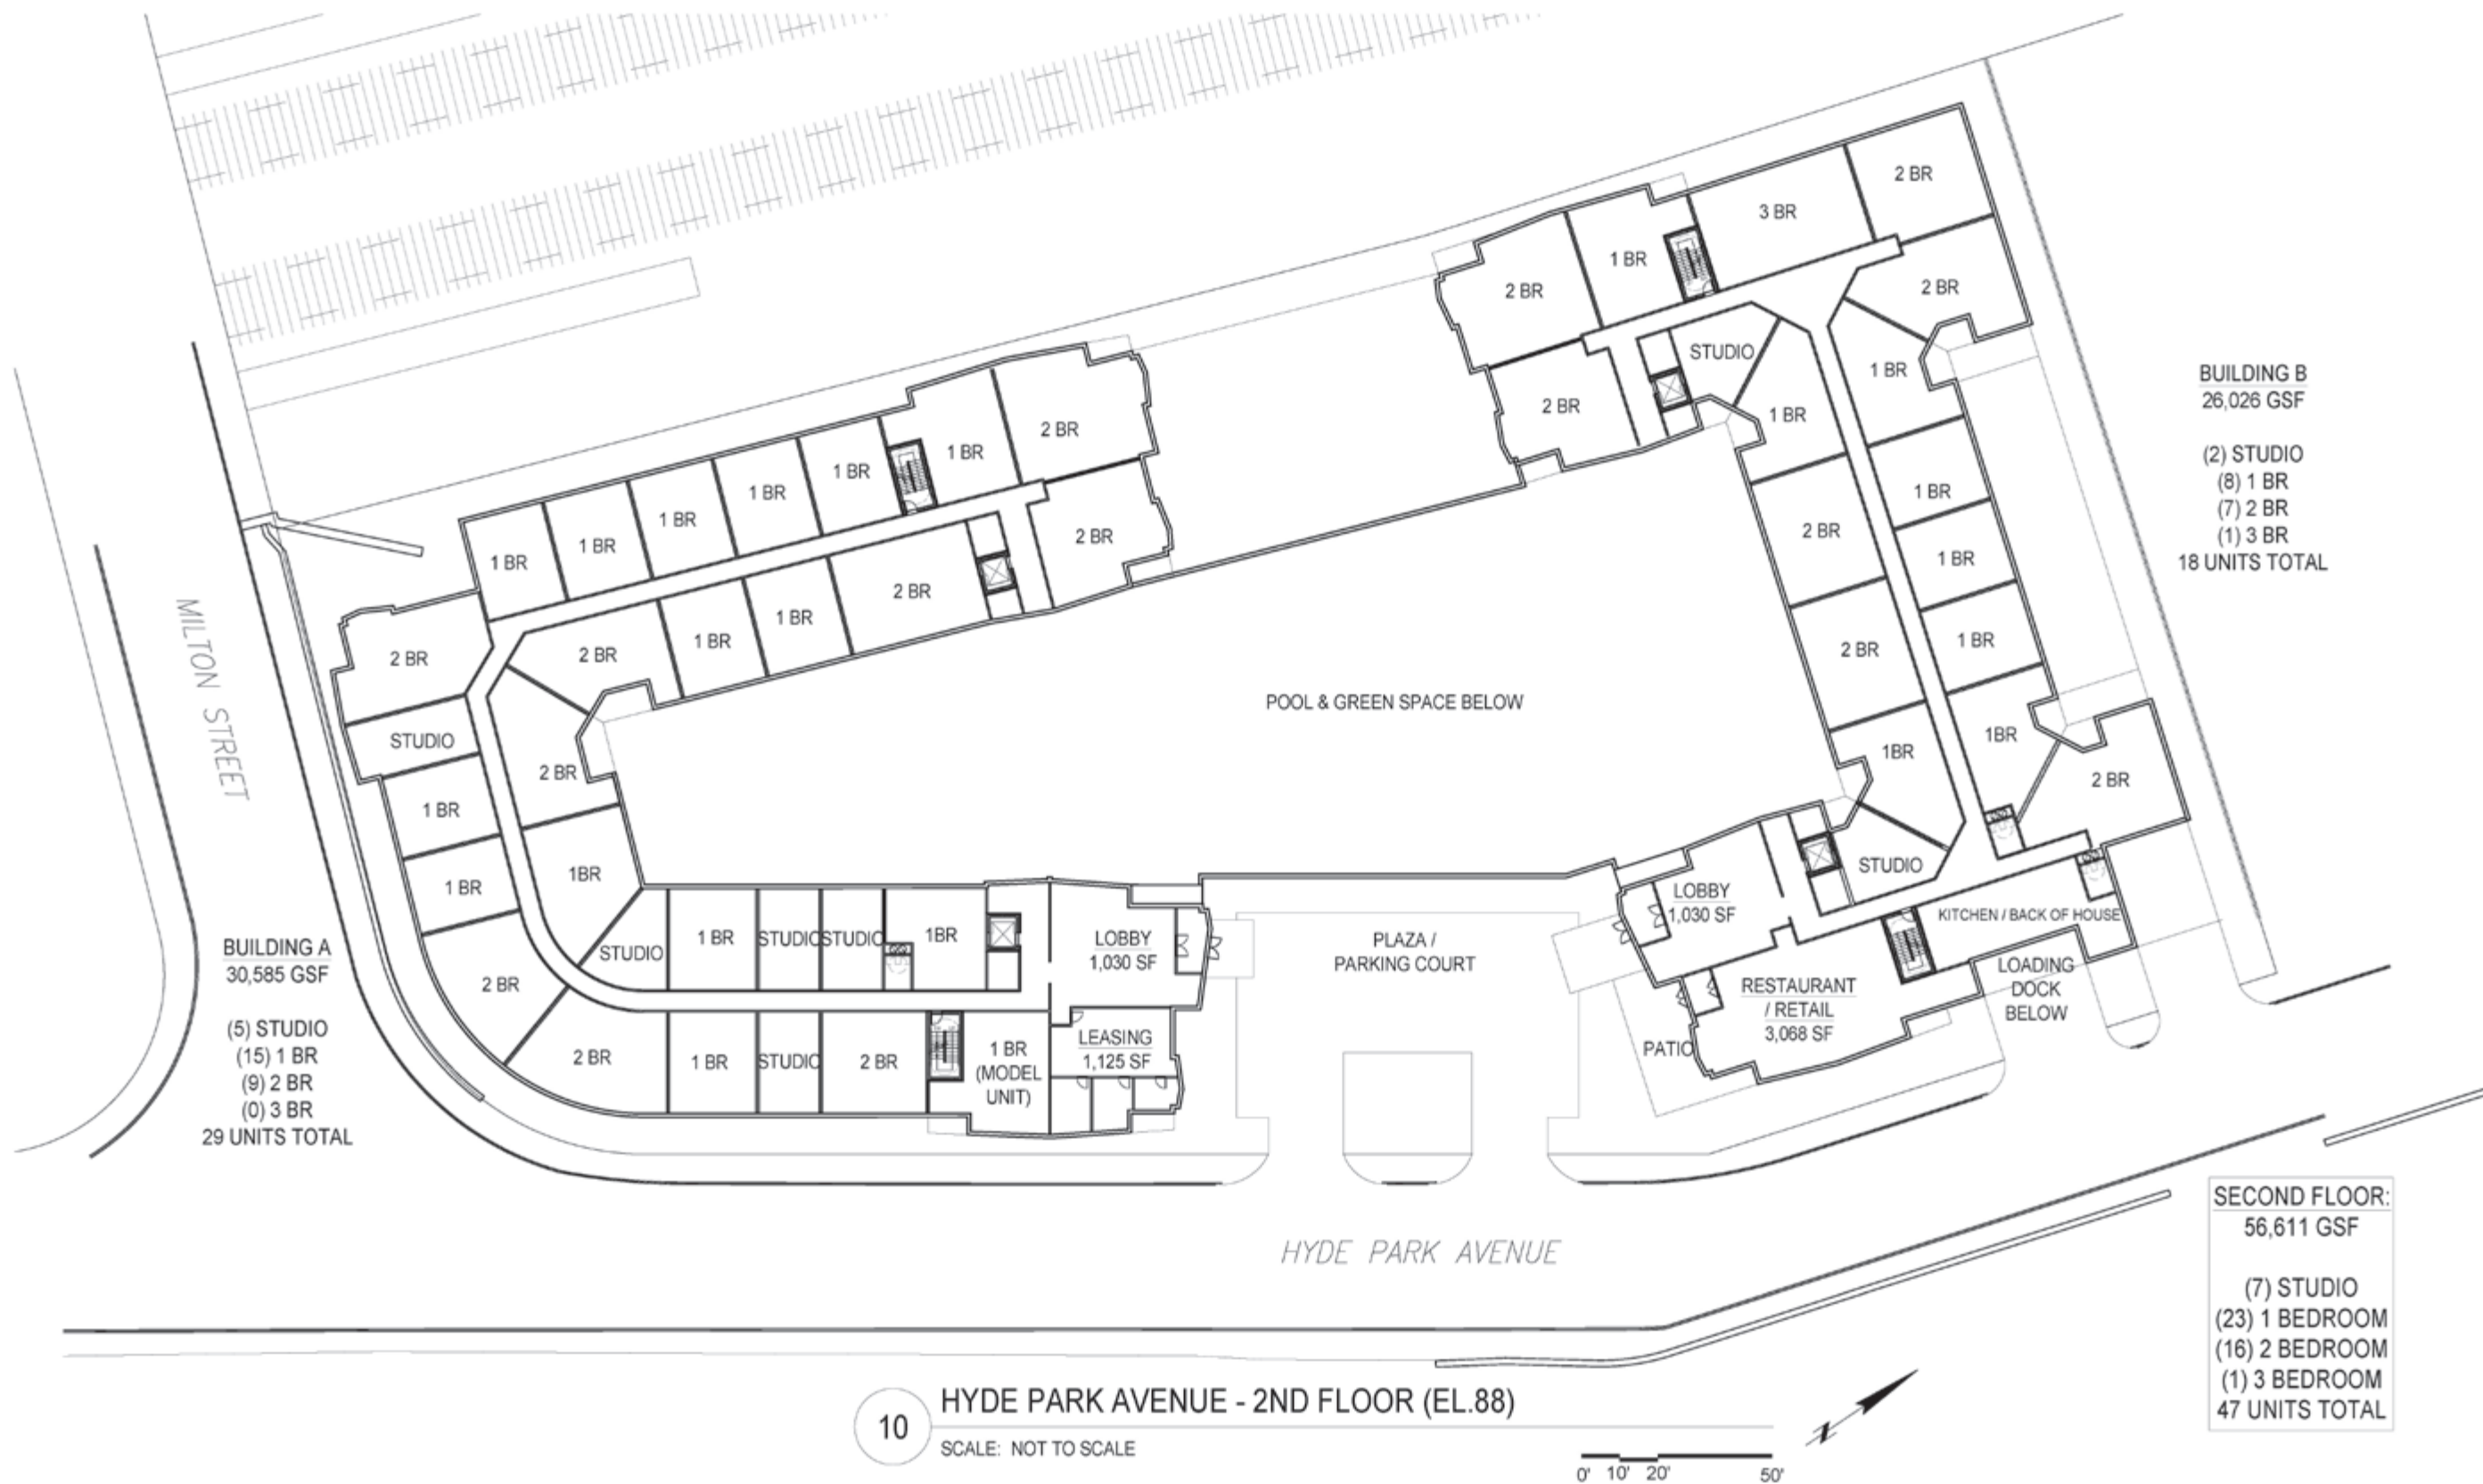 2 BR
3 BR
2 BR
1 BR
2 BR
2 BR
STUDIO
1 BR
1 BR
2 BR
1 BR
1 BR
2 BR
1 BR
1 BR
2 BR
1BR
1BR
2 BR
STUDIO
BUILDING B
26,026 GSF
(2) STUDIO
(8) 1 BR
(7) 2 BR
(1) 3 BR
18 UNITS TOTAL
2 BR
1 BR
1 BR
1 BR
1 BR
1 BR
1 BR
2 BR
2 BR
1 BR
1 BR
2 BR
2 BR
STUDIO
2 BR
1 BR
1 BR
1BR
2 BR
STUDIO
1 BR
STUDIO
STUDIO
1BR
2 BR
1 BR
STUDIO
2 BR
1 BR
(MODEL
UNIT)
MILTON STREET
POOL & GREEN SPACE BELOW
LOBBY
1,030 SF
LEASING
1,125 SF
PLAZA /
PARKING COURT
LOBBY
1,030 SF
KITCHEN / BACK OF HOUSE
RESTAURANT
/ RETAIL
3,068 SF
PATIO
LOADING
DOCK
BELOW
BUILDING A
30,585 GSF
(5) STUDIO
(15) 1 BR
(9) 2 BR
(0) 3 BR
29 UNITS TOTAL
HYDE PARK AVENUE
SECOND FLOOR:
56,611 GSF
(7) STUDIO
(23) 1 BEDROOM
(16) 2 BEDROOM
(1) 3 BEDROOM
47 UNITS TOTAL
10
HYDE PARK AVENUE - 2ND FLOOR (EL.88)
SCALE: NOT TO SCALE
0' 10' 20' 50'